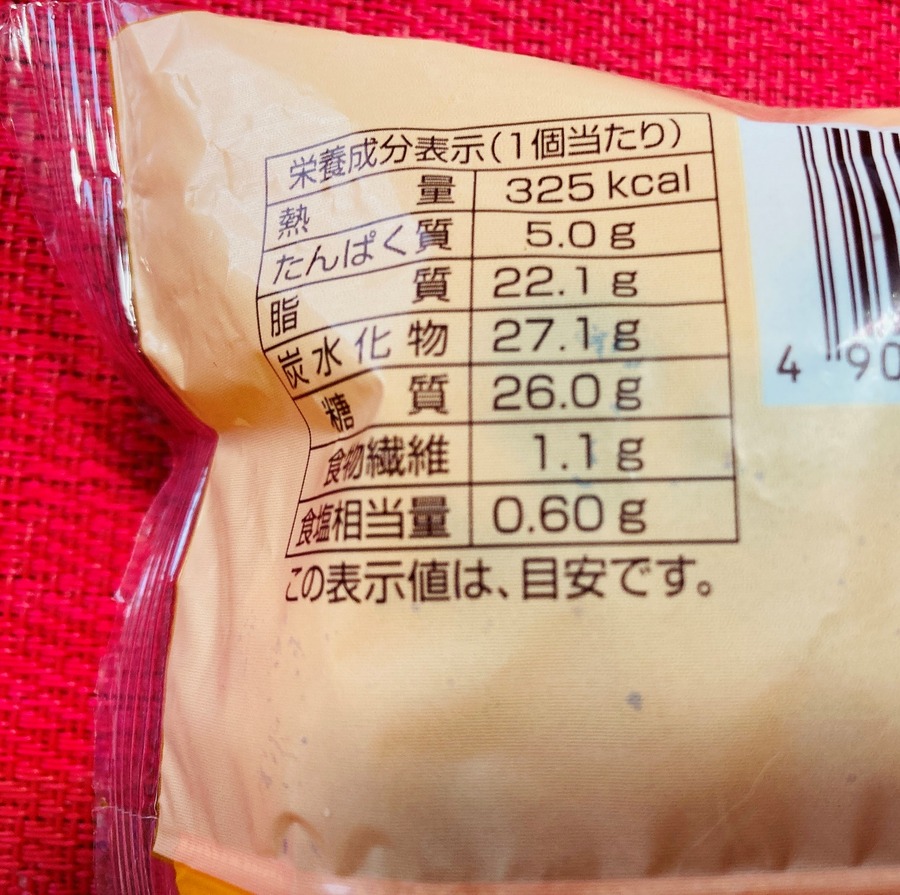 栄養成分表示(1個当たり)
熱量 325 kcal
たんぱく質 5.0 g
脂質 22.1 g
炭水化物 27.1 g
糖質 26.0 g
食物繊維 1.1 g
食塩相当量 0.60 g
この表示値は、目安です。
4 90